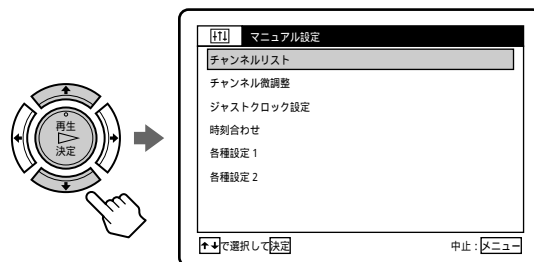 再生
決定
マニュアル設定
チャンネルリスト
チャンネル微調整
ジャストクロック設定
時刻合わせ
各種設定 1
各種設定 2
↑↓で選択して決定
中止：メニュー